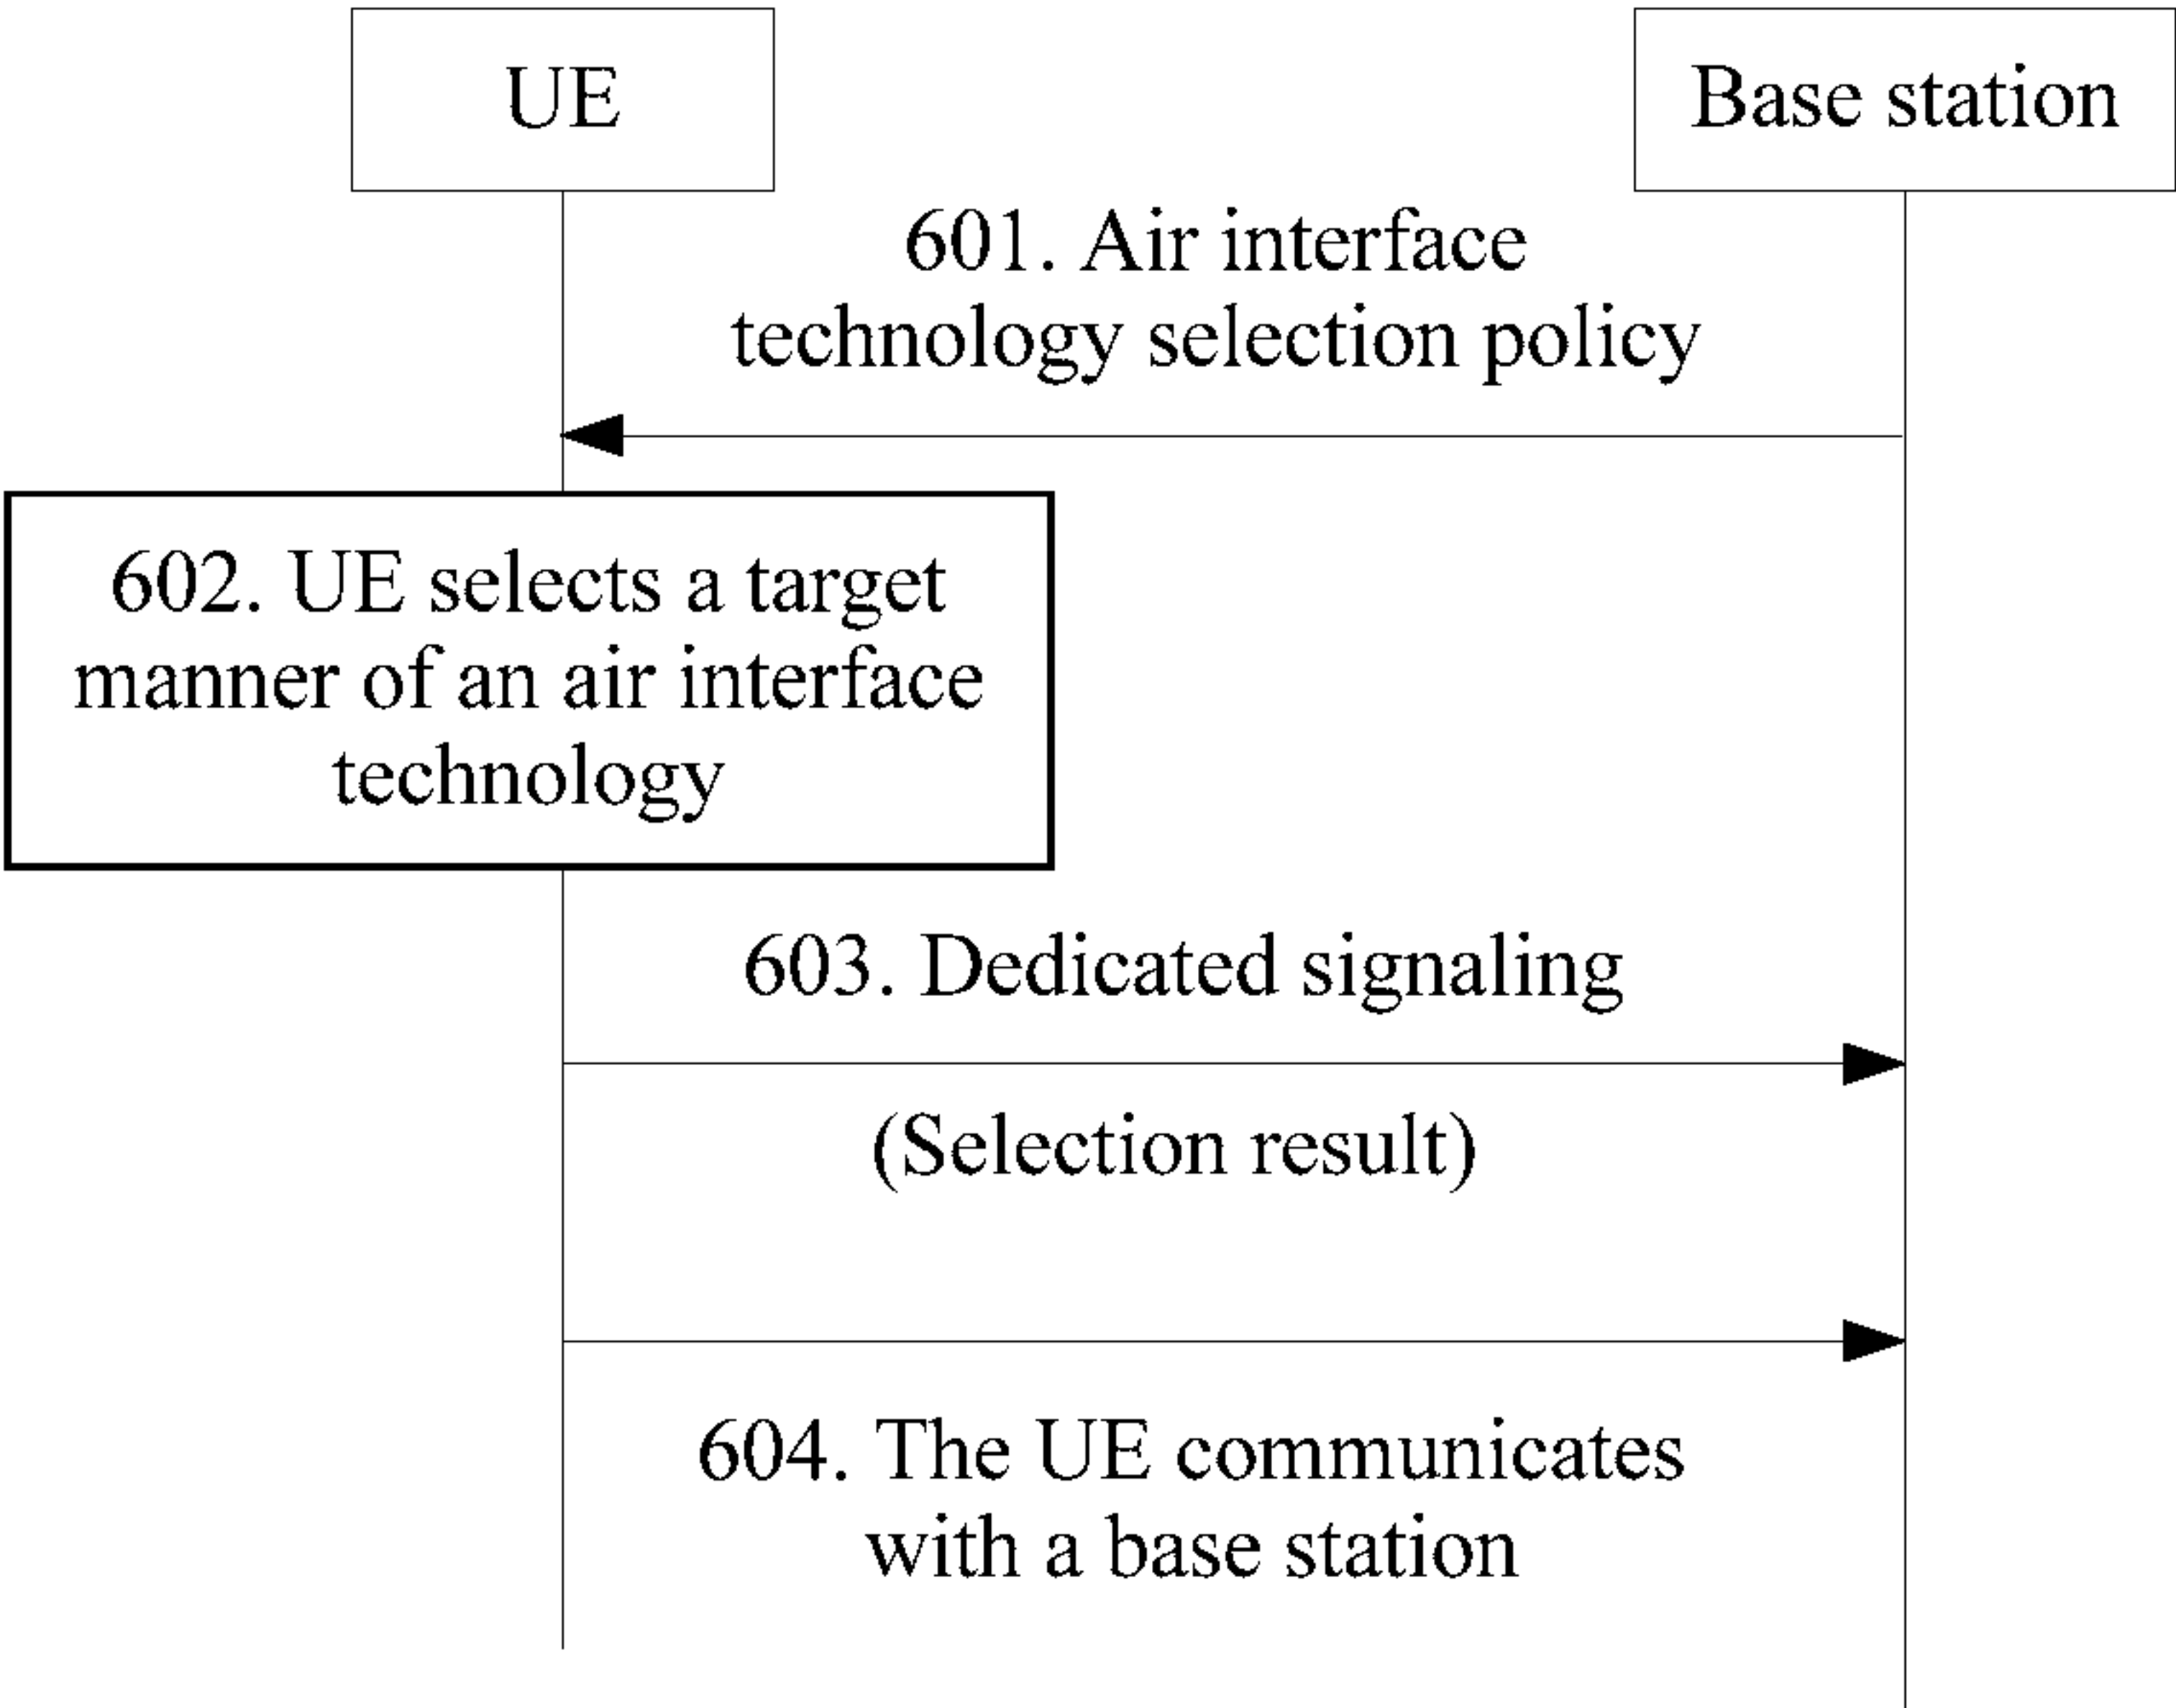 UE
Base station
601. Air interface
technology selection policy
602. UE selects a target
manner of an air interface
technology
603. Dedicated signaling
(Selection result)
604. The UE communicates
with a base station